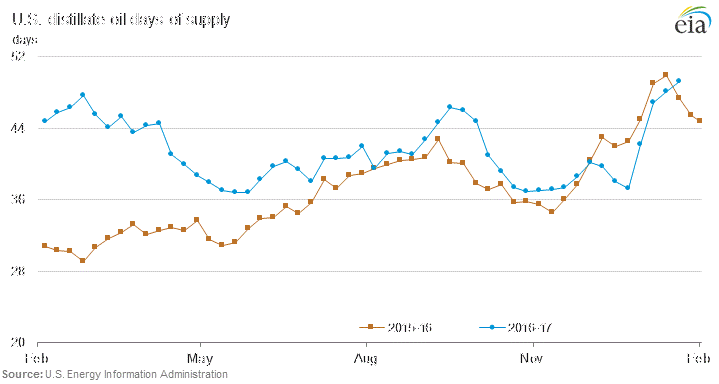 U.S. distillate oil days of supply
days
eia
52
44
36
28
20
Feb May Aug Nov Feb
2015-16 2016-17
Source: U.S. Energy Information Administration